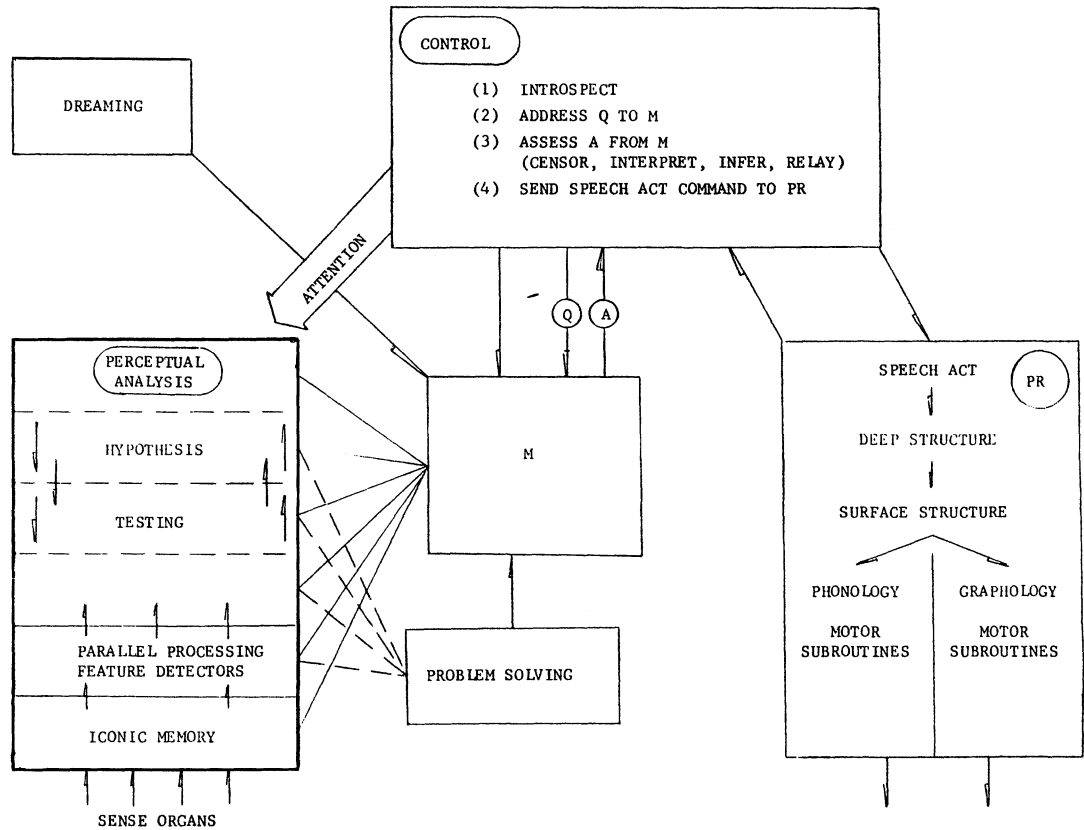 CONTROL
(1) INTROSPECT
(2) ADDRESS Q TO M
(3) ASSESS A FROM M
(CENSOR, INTERPRET, INFER, RELAY)
(4) SEND SPEECH ACT COMMAND TO PR
DREAMING
ATTENTION
Q
A
PERCEPTUAL
ANALYSIS
HYPOTHESIS
TESTING
PARALLEL PROCESSING
FEATURE DETECTORS
ICONIC MEMORY
SENSE ORGANS
M
PROBLEM SOLVING
SPEECH ACT
PR
DEEP STRUCTURE
SURFACE STRUCTURE
PHONOLOGY
MOTOR
SUBROUTINES
GRAPHOLOGY
MOTOR
SUBROUTINES